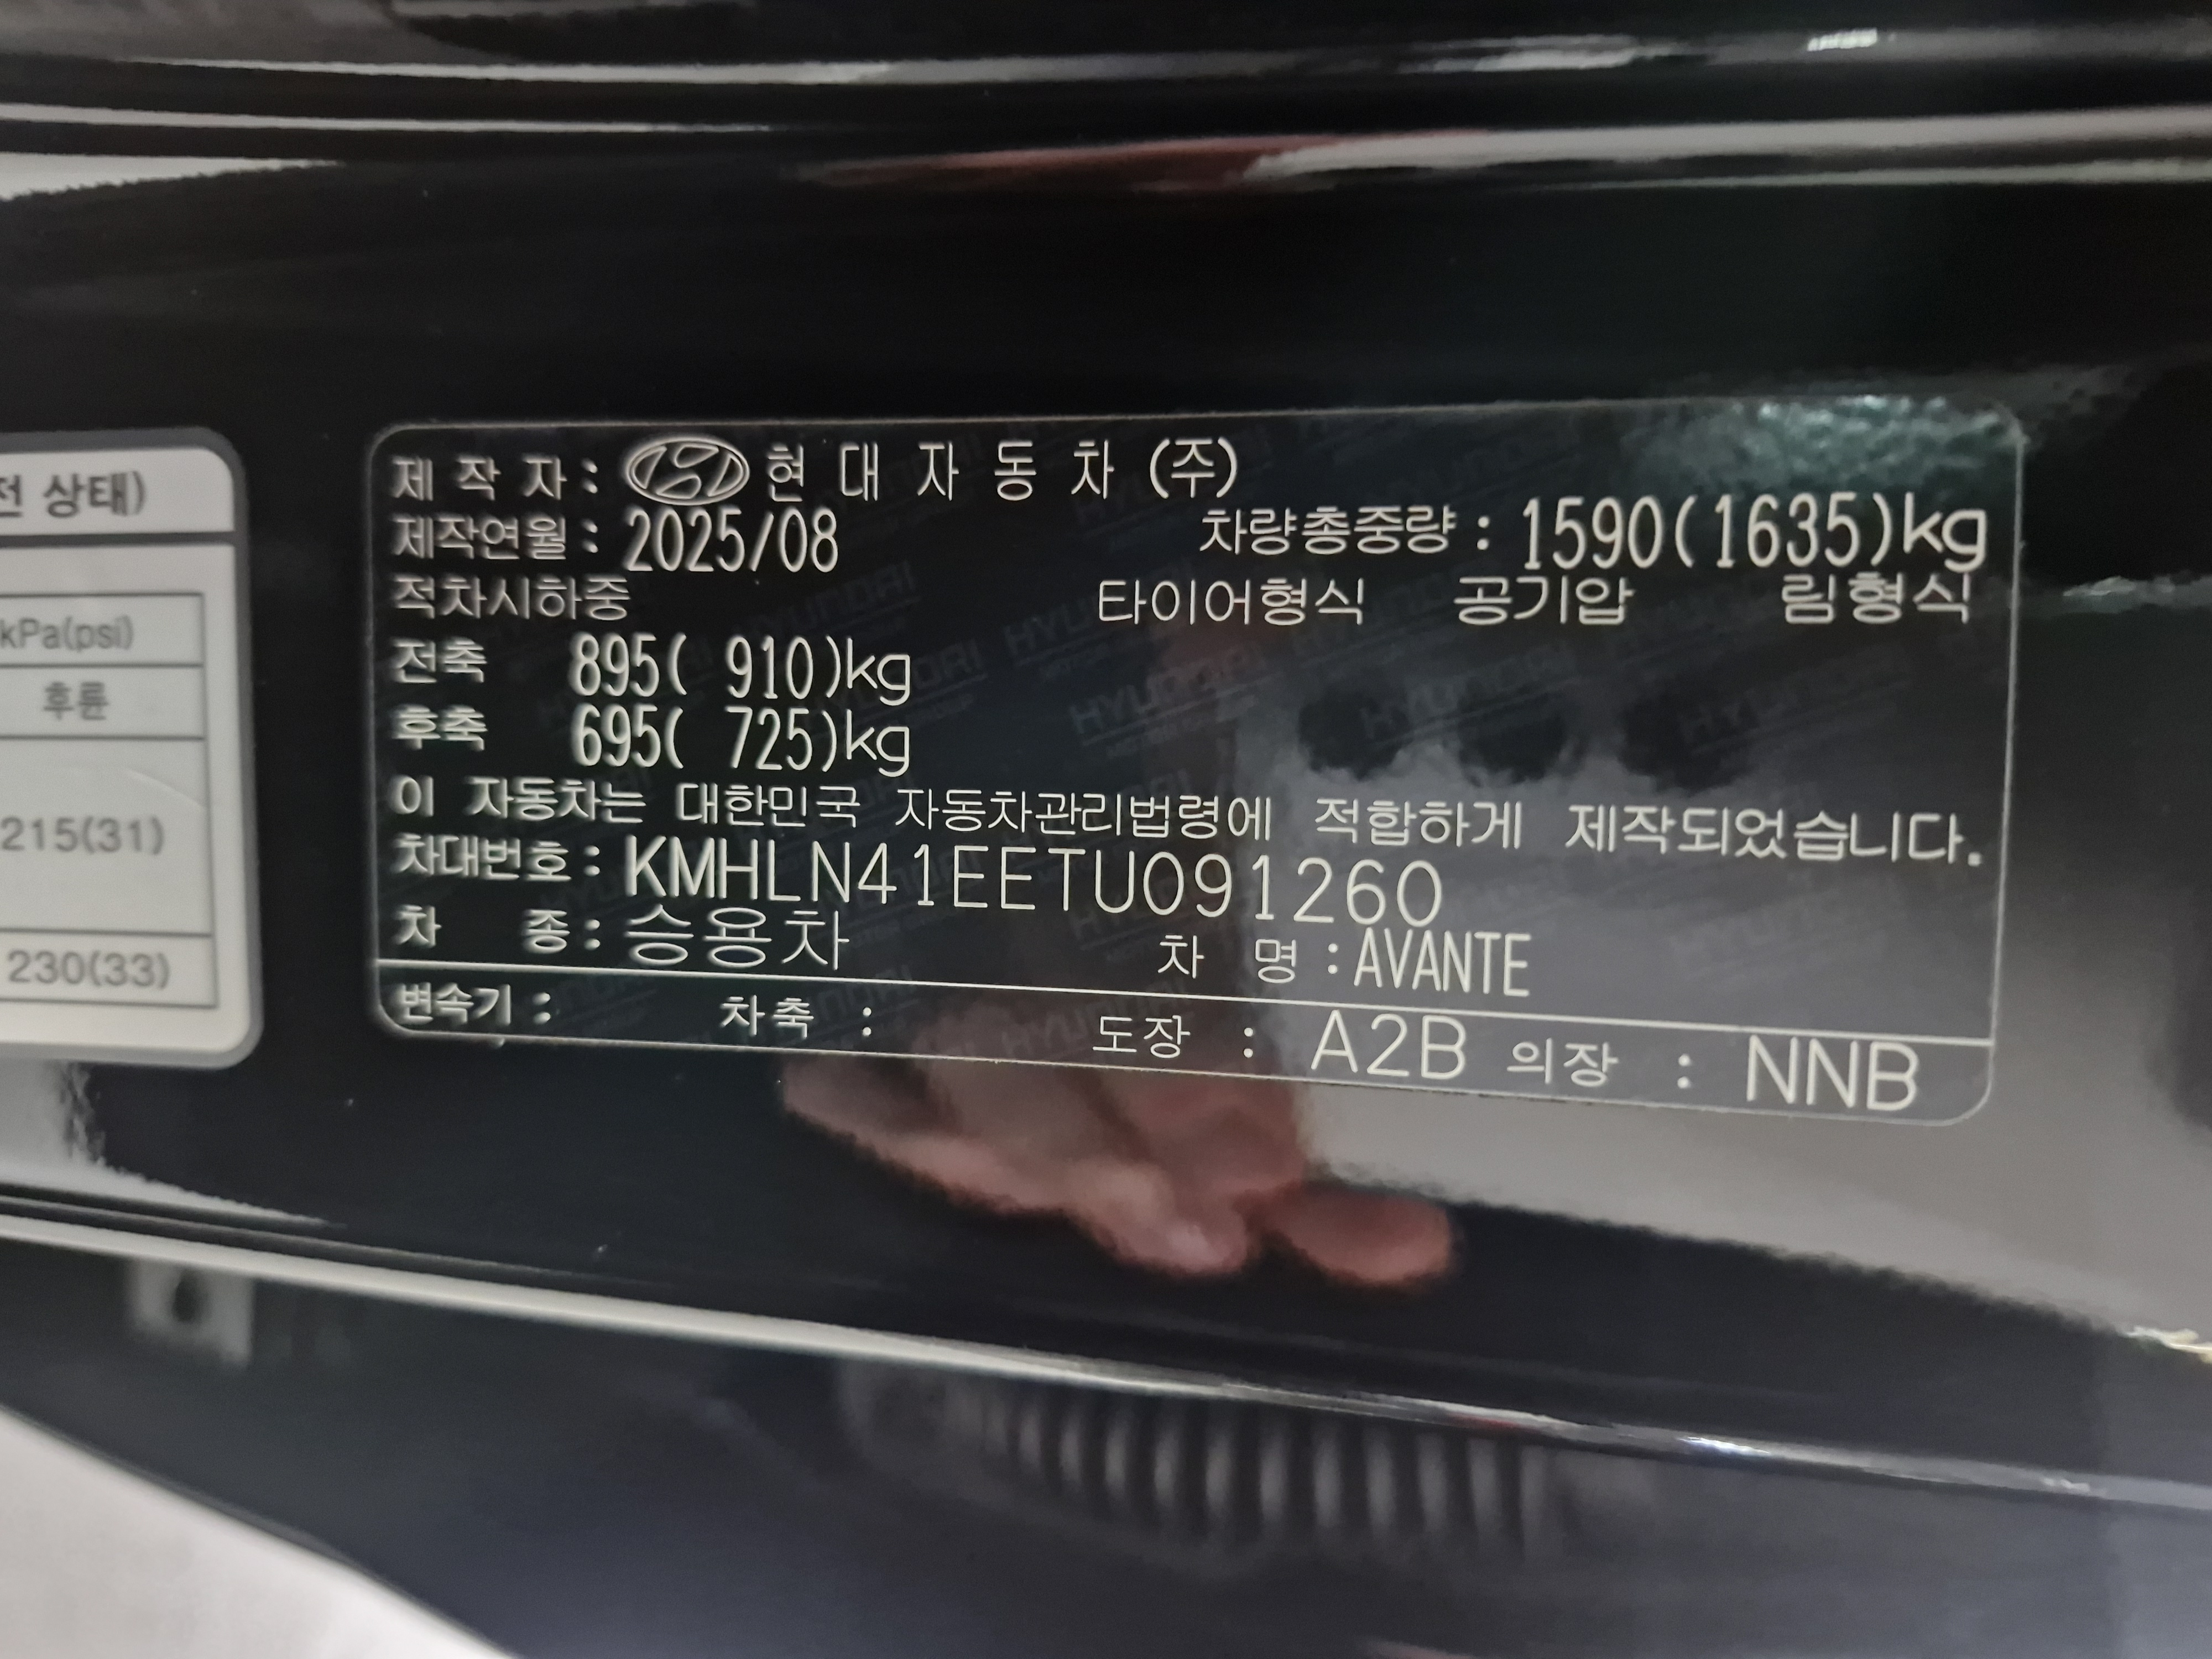 전 상태)
kPa(psi)
후륜
215(31)
230(33)
제 작 자 : 현 대 자 동 차 (주)
제작연월 : 2025/08 차량총중량 : 1590(1635)kg
적차시하중 타이어형식 공기압 림형식
전축 895( 910)kg
후축 695( 725)kg
이 자동차는 대한민국 자동차관리법령에 적합하게 제작되었습니다.
차대번호 : KMHLN41EETU091260
차 종 : 승용차 차 명 : AVANTE
변속기 : 차축 : 도장 : A2B 의장 : NNB